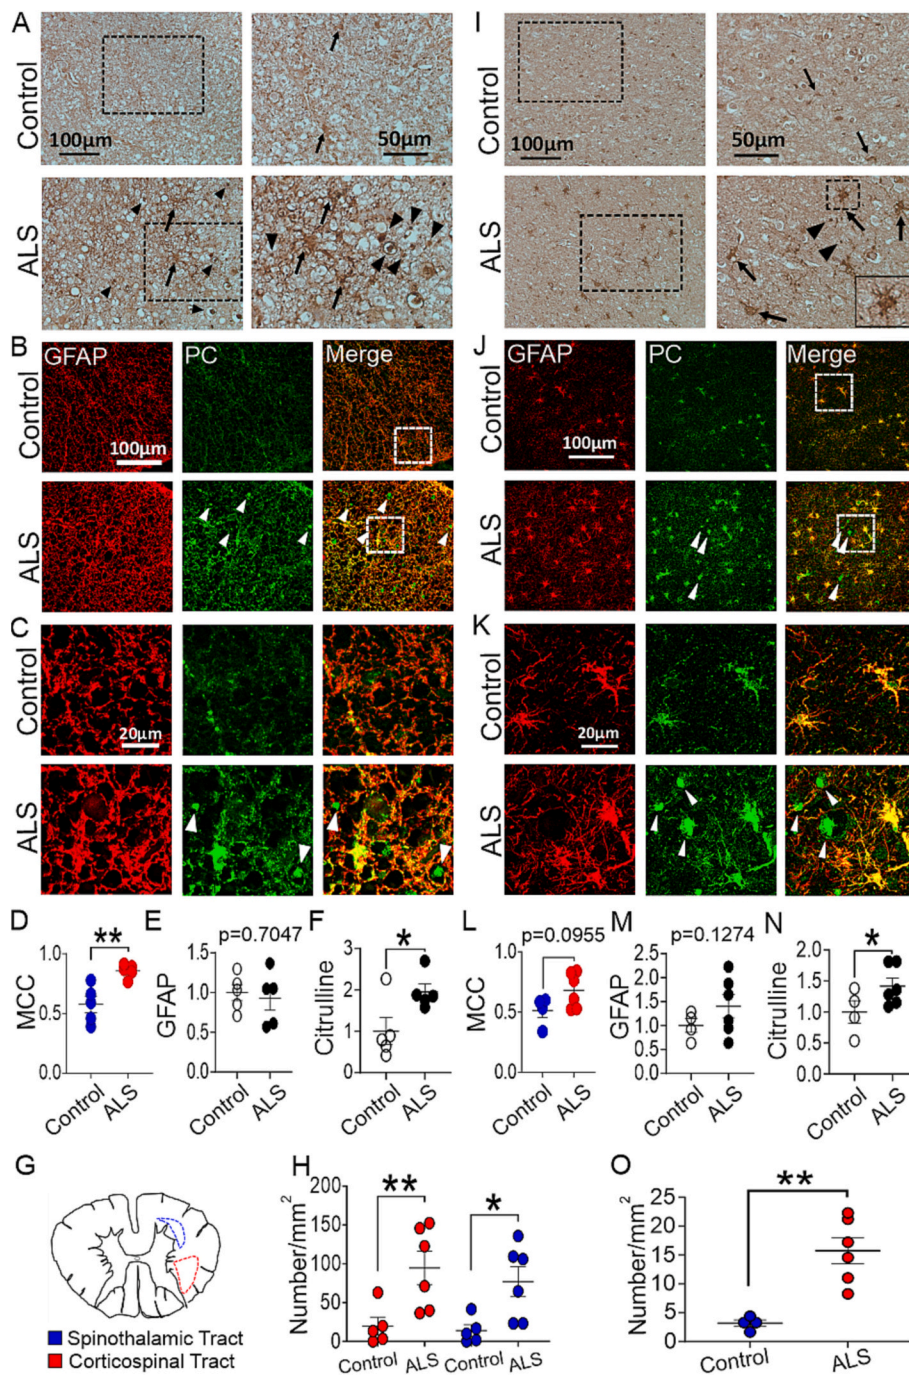 A
Control
100µm
50µm
ALS
B
GFAP
PC
Merge
Control
100µm
ALS
C
Control
20µm
ALS
I
Control
100µm
50µm
ALS
J
GFAP
PC
Merge
Control
100µm
ALS
K
Control
20µm
ALS
D
**
MCC
1.0
0.5
0.0
Control
ALS
E
p=0.7047
GFAP
1.5
1.0
0.5
0.0
Control
ALS
F
*
Citrulline
3
2
1
0
Control
ALS
L
p=0.0955
MCC
1.0
0.5
0.0
Control
ALS
M
p=0.1274
GFAP
2.5
2.0
1.5
1.0
0.5
0.0
Control
ALS
N
*
Citrulline
2.0
1.5
1.0
0.5
0.0
Control
ALS
G
Spinothalamic Tract
Corticospinal Tract
H
**
*
Number/mm²
200
150
100
50
0
Control
ALS
Control
ALS
O
**
Number/mm²
25
20
15
10
5
0
Control
ALS